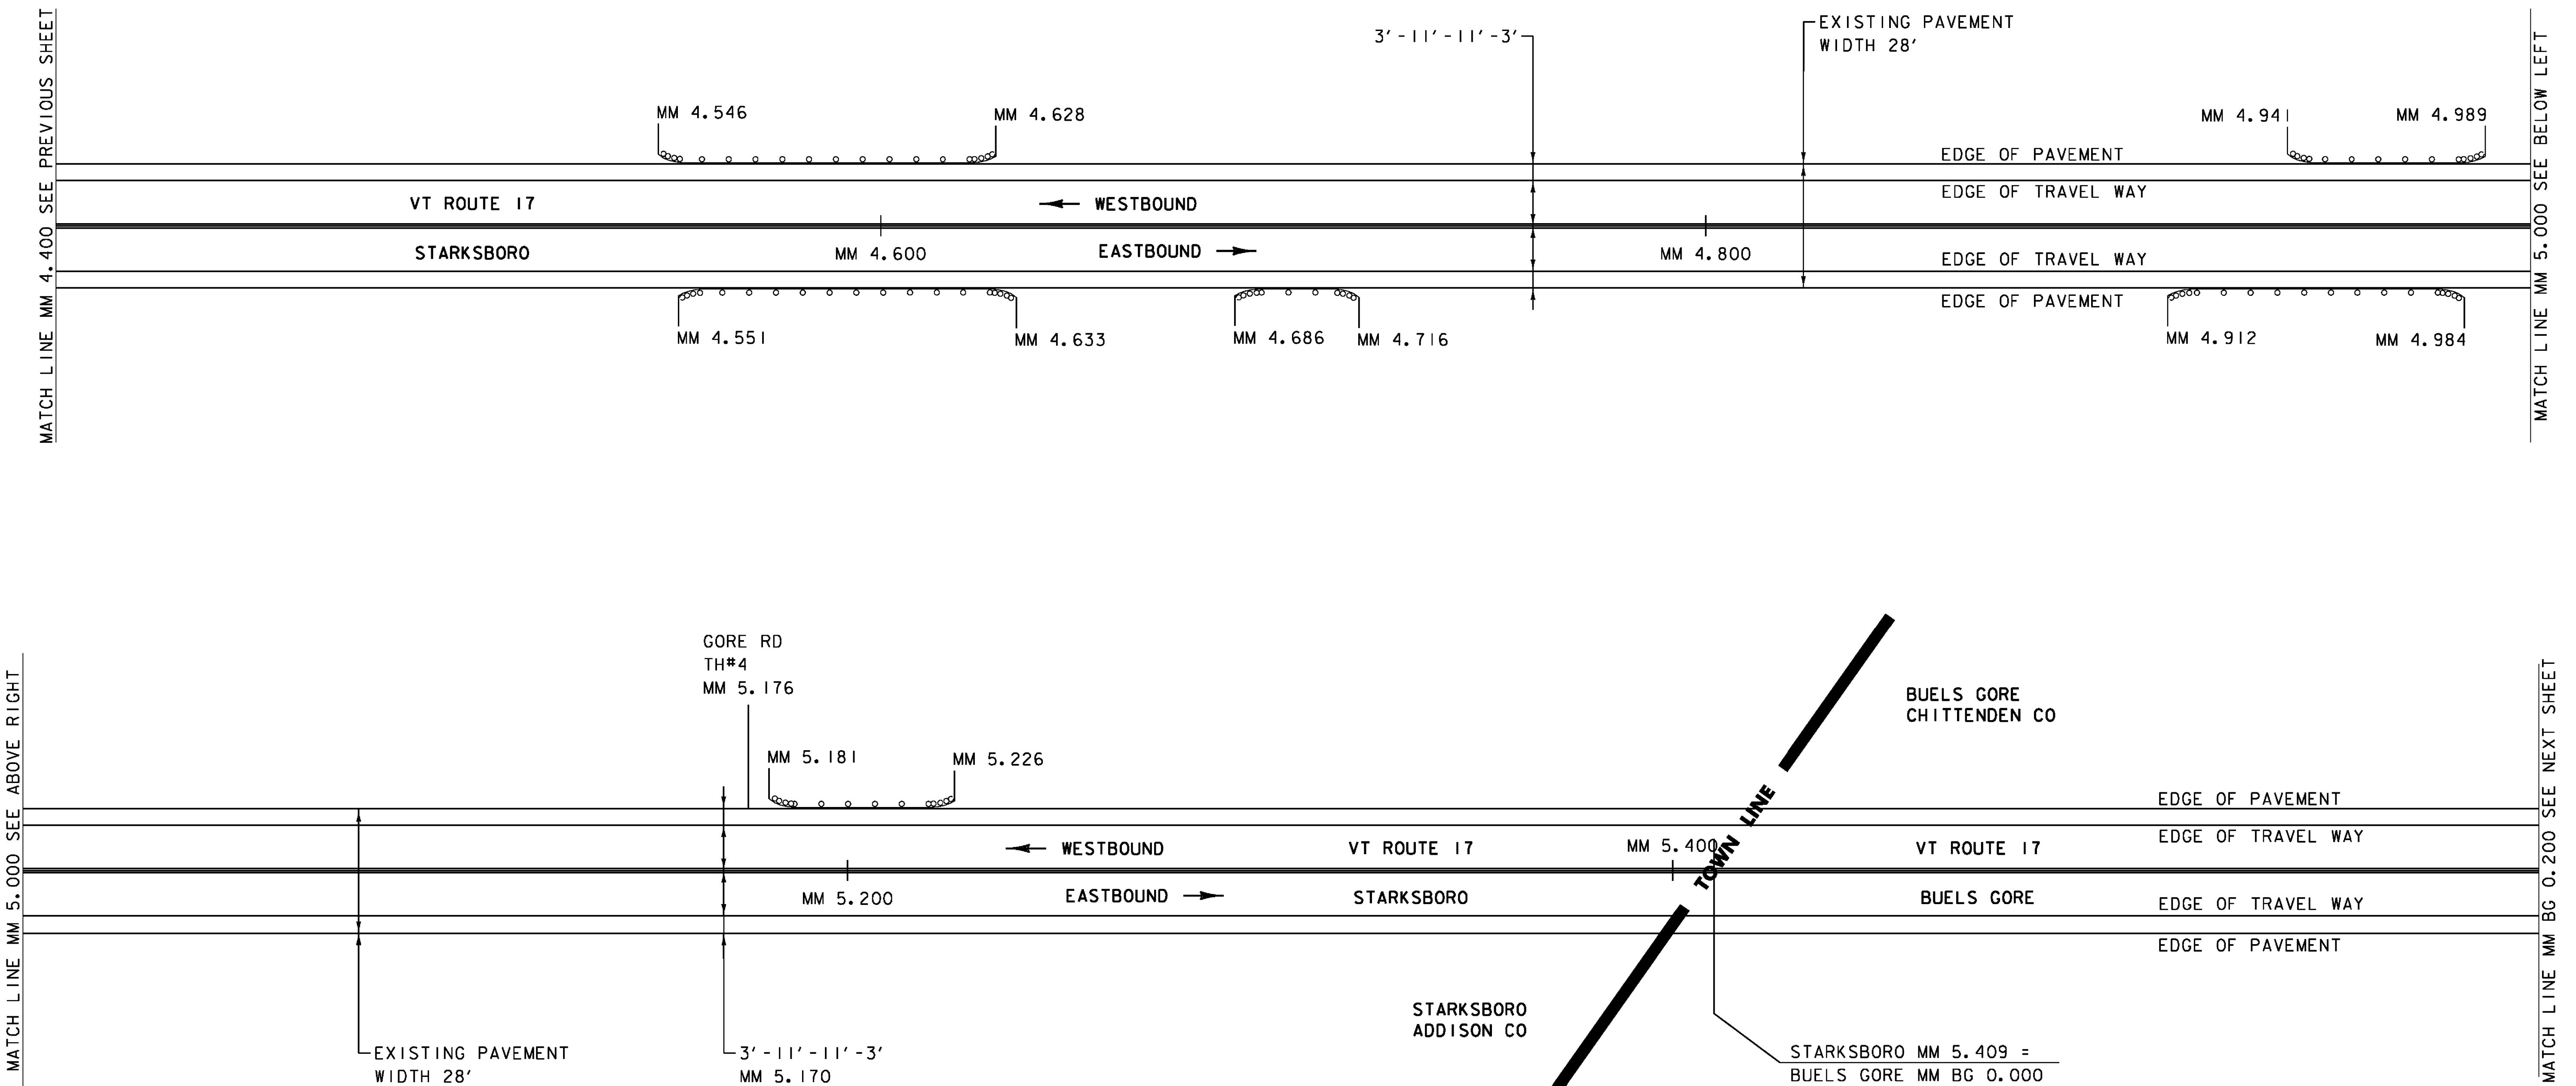 MATCH LINE MM 4.400 SEE PREVIOUS SHEET
3'-11'-11'-3'
EXISTING PAVEMENT
WIDTH 28'
MM 4.546
MM 4.628
MM 4.941
MM 4.989
EDGE OF PAVEMENT
VT ROUTE 17
WESTBOUND
EDGE OF TRAVEL WAY
STARKSBORO
MM 4.600
EASTBOUND
MM 4.800
EDGE OF TRAVEL WAY
EDGE OF PAVEMENT
MM 4.551
MM 4.633
MM 4.686
MM 4.716
MM 4.912
MM 4.984
MATCH LINE MM 5.000 SEE BELOW LEFT
MATCH LINE MM 5.000 SEE ABOVE RIGHT
GORE RD
TH#4
MM 5.176
MM 5.181
MM 5.226
BUELS GORE
CHITTENDEN CO
TOWN LINE
EDGE OF PAVEMENT
WESTBOUND
VT ROUTE 17
MM 5.400
VT ROUTE 17
EDGE OF TRAVEL WAY
MM 5.200
EASTBOUND
STARKSBORO
BUELS GORE
EDGE OF TRAVEL WAY
EDGE OF PAVEMENT
STARKSBORO
ADDISON CO
EXISTING PAVEMENT
WIDTH 28'
3'-11'-11'-3'
MM 5.170
STARKSBORO MM 5.409 =
BUELS GORE MM BG 0.000
MATCH LINE MM BG 0.200 SEE NEXT SHEET